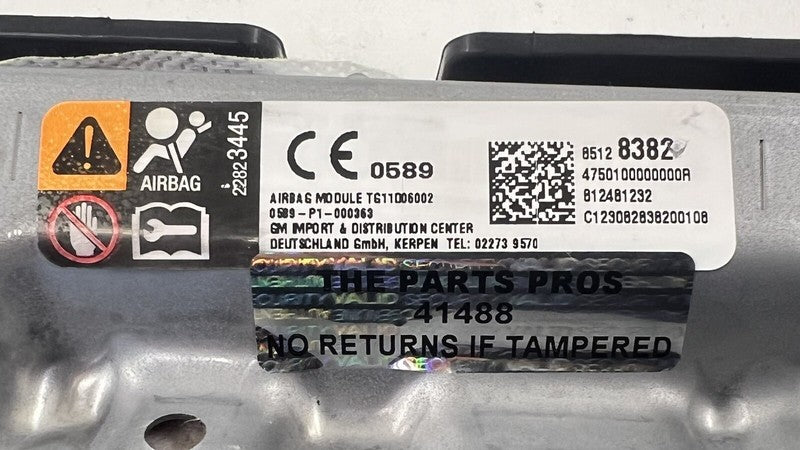 AIRBAG
22823445
CE 0589
AIRBAG MODULE TG11D06002
0589-P1-000363
GM IMPORT & DISTRIBUTION CENTER
DEUTSCHLAND GmbH, KERPEN TEL: 02273 9570
8512 8382
4750100000000R
812481232
C123082838200108
THE PARTS PROS
41488
NO RETURNS IF TAMPERED